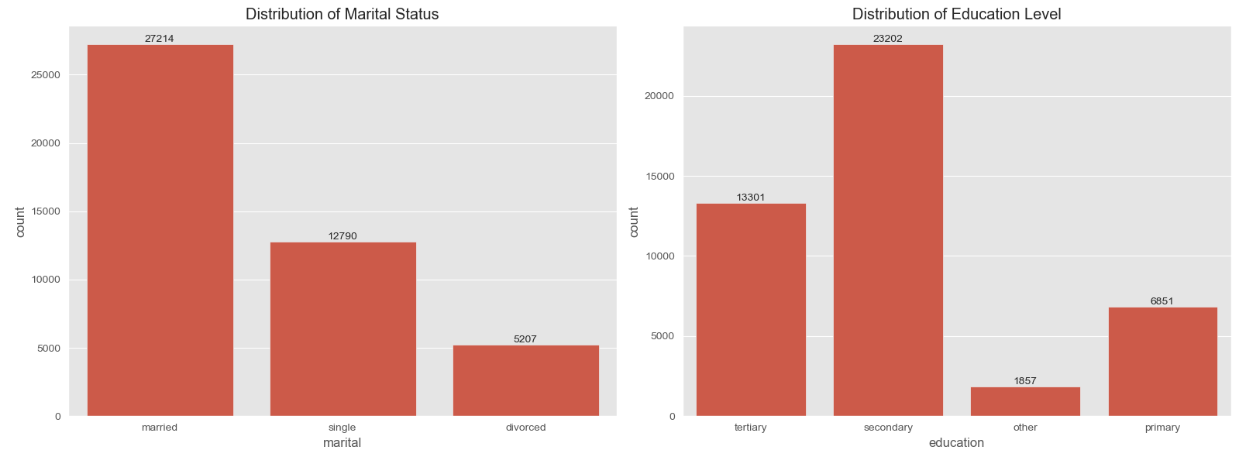 Distribution of Marital Status
27214
25000
20000
15000
12790
10000
5207
5000
0
married single divorced
marital
count
Distribution of Education Level
23202
20000
15000
13301
10000
6851
5000
1857
0
tertiary secondary other primary
education
count